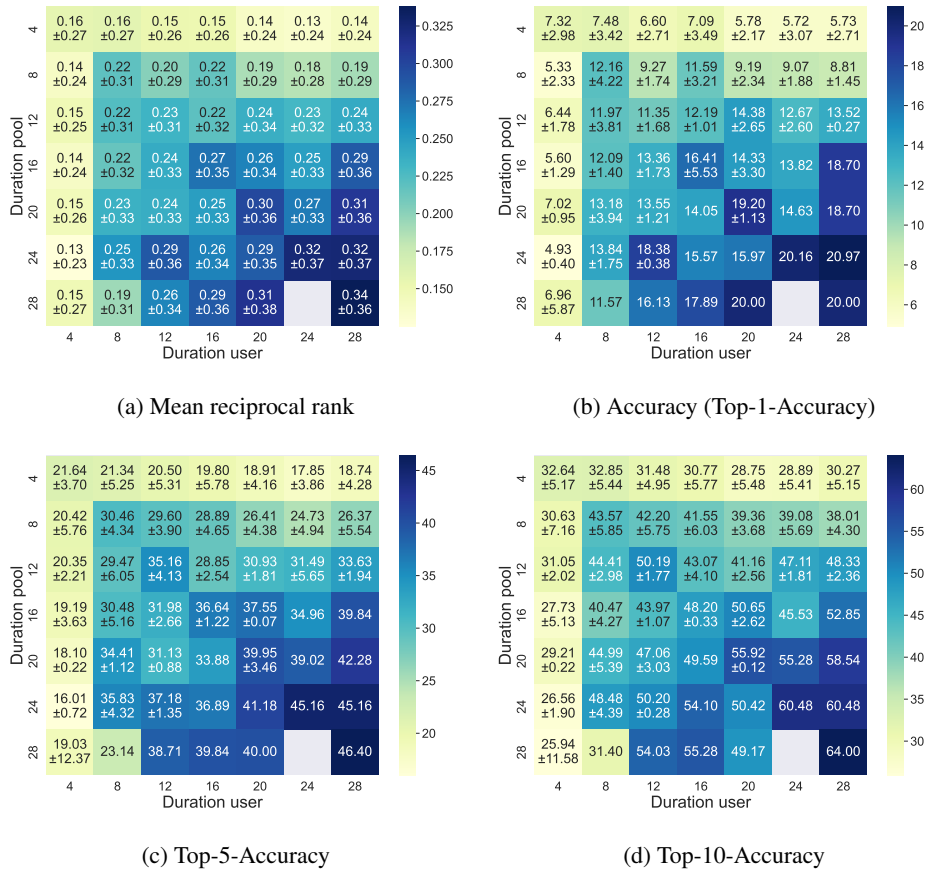 0.16 0.16 0.15 0.15 0.14 0.13 0.14
±0.27 ±0.27 ±0.26 ±0.26 ±0.24 ±0.24 ±0.24
4
0.14 0.22 0.20 0.22 0.19 0.18 0.19
±0.24 ±0.31 ±0.29 ±0.31 ±0.29 ±0.28 ±0.29
8
0.15 0.22 0.23 0.22 0.24 0.23 0.24
±0.25 ±0.31 ±0.31 ±0.32 ±0.34 ±0.32 ±0.33
12
0.14 0.22 0.24 0.27 0.26 0.25 0.29
±0.24 ±0.32 ±0.33 ±0.35 ±0.34 ±0.33 ±0.36
16
0.15 0.23 0.24 0.25 0.30 0.27 0.31
±0.26 ±0.33 ±0.33 ±0.33 ±0.36 ±0.33 ±0.36
20
0.13 0.25 0.29 0.26 0.29 0.32 0.32
±0.23 ±0.33 ±0.36 ±0.34 ±0.35 ±0.37 ±0.37
24
0.15 0.19 0.26 0.29 0.31 0.34
±0.27 ±0.31 ±0.34 ±0.36 ±0.38 ±0.36
28
Duration pool
4 8 12 16 20 24 28
Duration user
0.325
0.300
0.275
0.250
0.225
0.200
0.175
0.150
(a) Mean reciprocal rank
7.32 7.48 6.60 7.09 5.78 5.72 5.73
±2.98 ±3.42 ±2.71 ±3.49 ±2.17 ±3.07 ±2.71
4
5.33 12.16 9.27 11.59 9.19 9.07 8.81
±2.33 ±4.22 ±1.74 ±3.21 ±2.34 ±1.88 ±1.45
8
6.44 11.97 11.35 12.19 14.38 12.67 13.52
±1.78 ±3.81 ±1.68 ±1.01 ±2.65 ±2.60 ±0.27
12
5.60 12.09 13.36 16.41 14.33 13.82 18.70
±1.29 ±1.40 ±1.73 ±5.53 ±3.30
16
7.02 13.18 13.55 14.05 19.20 14.63 18.70
±0.95 ±3.94 ±1.21 ±1.13
20
4.93 13.84 18.38 15.57 15.97 20.16 20.97
±0.40 ±1.75 ±0.38
24
6.96 11.57 16.13 17.89 20.00 20.00
±5.87
28
Duration pool
4 8 12 16 20 24 28
Duration user
20
18
16
14
12
10
8
6
(b) Accuracy (Top-1-Accuracy)
21.64 21.34 20.50 19.80 18.91 17.85 18.74
±3.70 ±5.25 ±5.31 ±5.78 ±4.16 ±3.86 ±4.28
4
20.42 30.46 29.60 28.89 26.41 24.73 26.37
±5.76 ±4.34 ±3.90 ±4.65 ±4.38 ±4.94 ±5.54
8
20.35 29.47 35.16 28.85 30.93 31.49 33.63
±2.21 ±6.05 ±4.13 ±2.54 ±1.81 ±5.65 ±1.94
12
19.19 30.48 31.98 36.64 37.55 34.96 39.84
±3.63 ±5.16 ±2.66 ±1.22 ±0.07
16
18.10 34.41 31.13 33.88 39.95 39.02 42.28
±0.22 ±1.12 ±0.88 ±3.46
20
16.01 35.83 37.18 36.89 41.18 45.16 45.16
±0.72 ±4.32 ±1.35
24
19.03 23.14 38.71 39.84 40.00 46.40
±12.37
28
Duration pool
4 8 12 16 20 24 28
Duration user
45
40
35
30
25
20
(c) Top-5-Accuracy
32.64 32.85 31.48 30.77 28.75 28.89 30.27
±5.17 ±5.44 ±4.95 ±5.77 ±5.48 ±5.41 ±5.15
4
30.63 43.57 42.20 41.55 39.36 39.08 38.01
±7.16 ±5.85 ±5.75 ±6.03 ±3.68 ±5.69 ±4.30
8
31.05 44.41 50.19 43.07 41.16 47.11 48.33
±2.02 ±2.98 ±1.77 ±4.10 ±2.56 ±1.81 ±2.36
12
27.73 40.47 43.97 48.20 50.65 45.53 52.85
±5.13 ±4.27 ±1.07 ±0.33 ±2.62
16
29.21 44.99 47.06 49.59 55.92 55.28 58.54
±0.22 ±5.39 ±3.03 ±0.12
20
26.56 48.48 50.20 54.10 50.42 60.48 60.48
±1.90 ±4.39 ±0.28
24
25.94 31.40 54.03 55.28 49.17 64.00
±11.58
28
Duration pool
4 8 12 16 20 24 28
Duration user
60
55
50
45
40
35
30
(d) Top-10-Accuracy